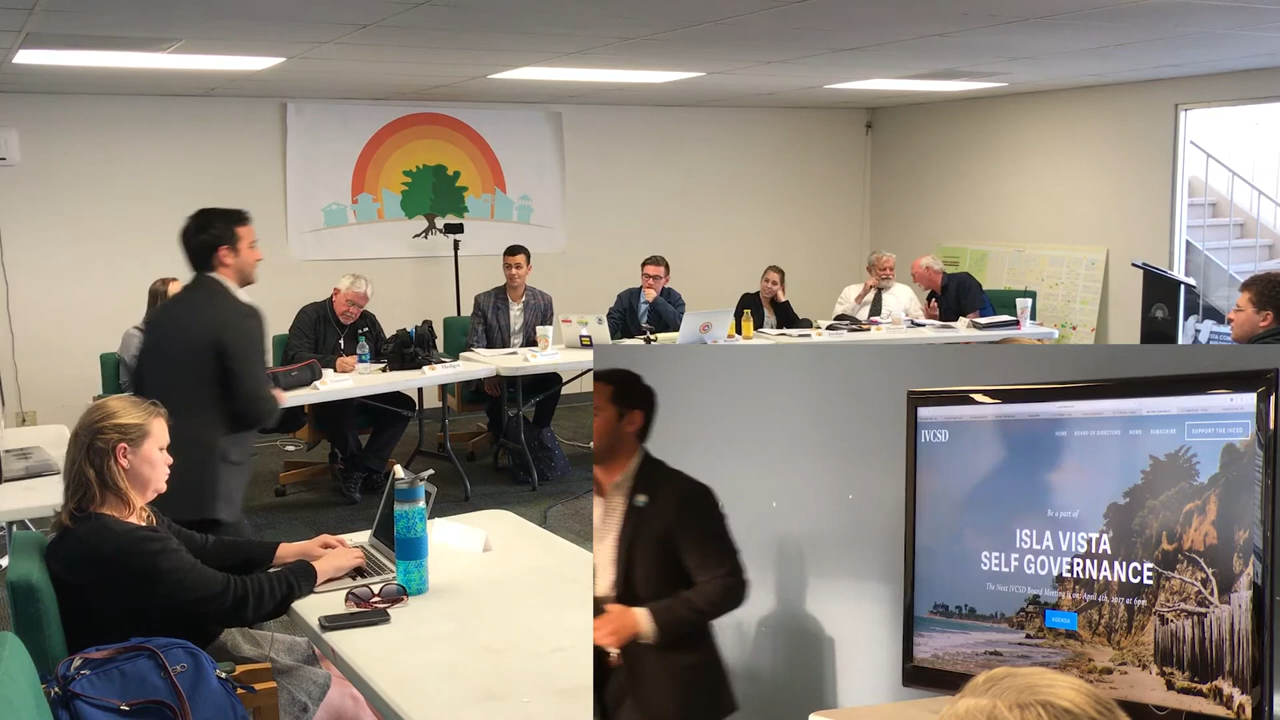 Hedges
IVCSD
HOME BOARD OF DIRECTORS NEWS SUBSCRIBE SUPPORT THE IVCSD
Be a part of
ISLA VISTA
SELF GOVERNANCE
The Next IVCSD Board Meeting is on: April 4th, 2017 at 6pm
AGENDA